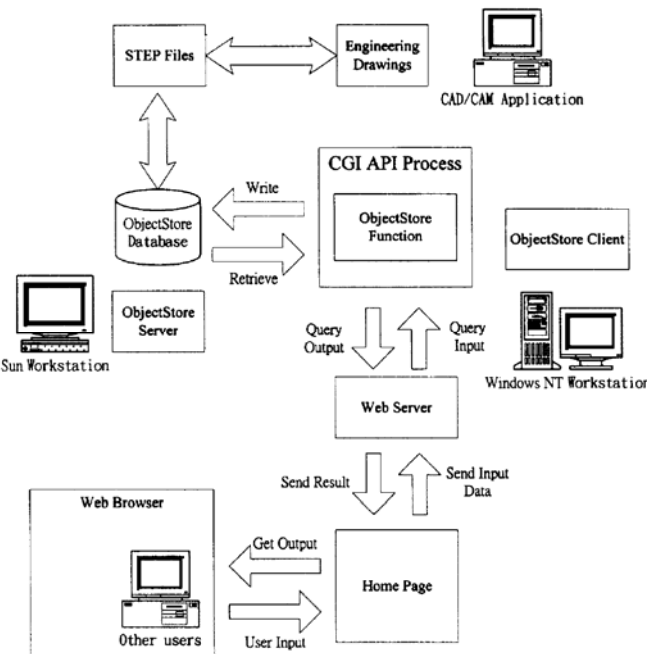 STEP Files
Engineering
Drawings
CAD/CAM Application
CGI API Process
Write
ObjectStore
Function
ObjectStore
Database
ObjectStore Client
Retrieve
ObjectStore
Server
Sun Workstation
Query
Output
Query
Input
Windows NT Workstation
Web Server
Send Result
Send Input
Data
Web Browser
Get Output
Home Page
Other users
User Input